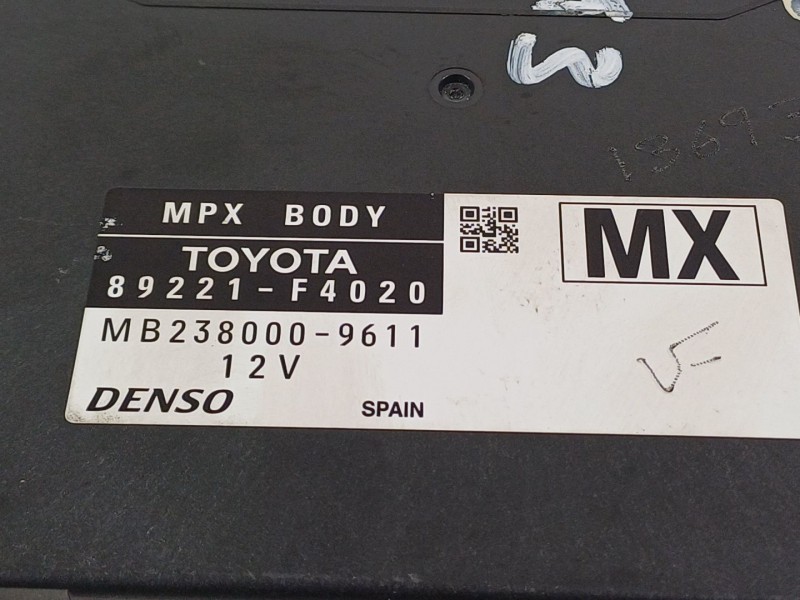 MPX BODY
TOYOTA
89221-F4020
MB238000-9611
12V
DENSO
SPAIN
MX